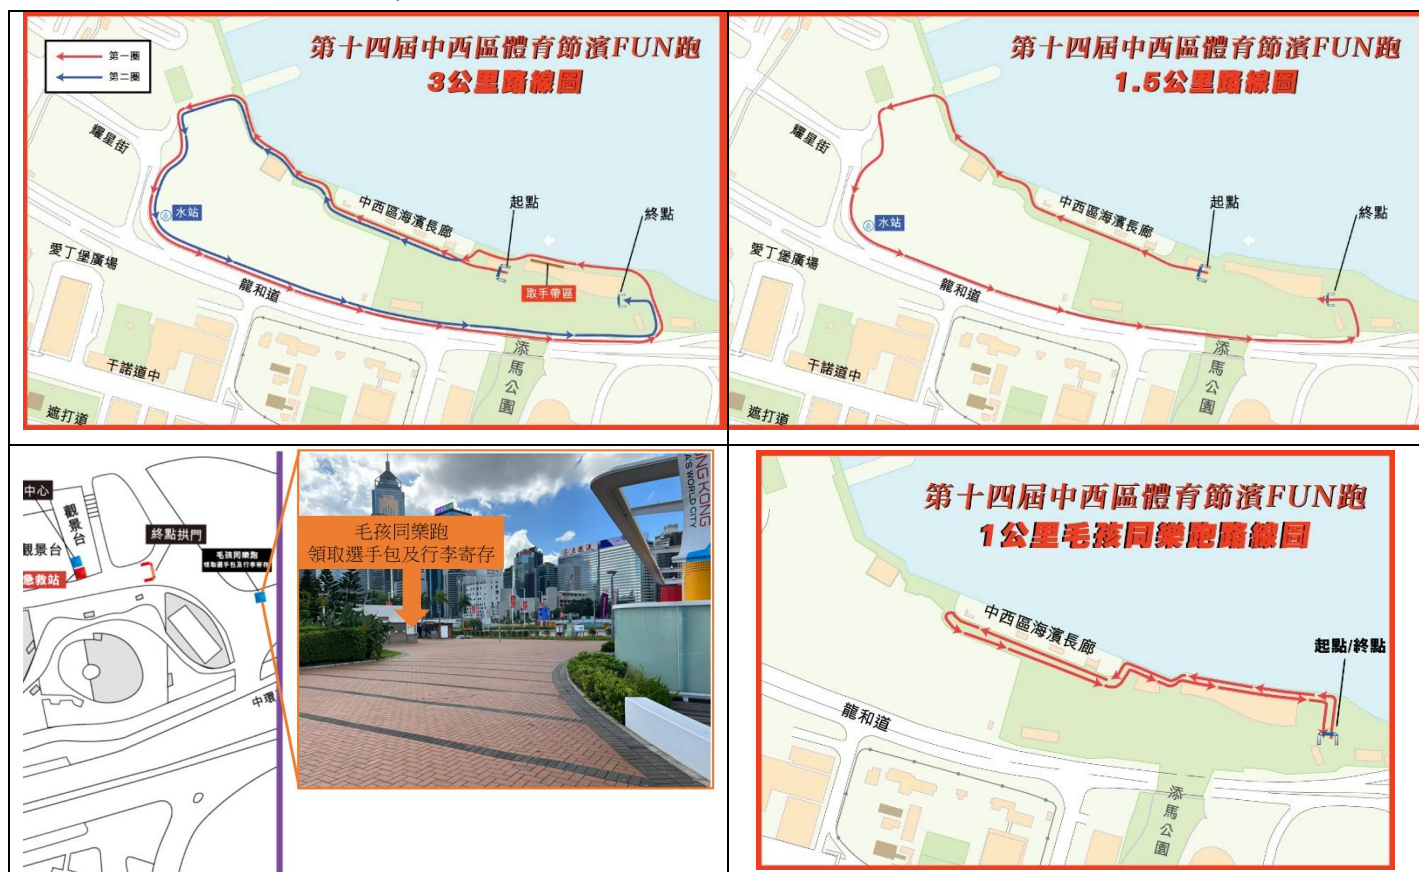 第一圈
第二圈
第十四屆中西區體育節濱FUN跑
3公里路線圖
耀星街
水站
中西區海濱長廊
起點
終點
取手帶區
愛丁堡廣場
龍和道
干諾道中
遮打道
添馬公園
第十四屆中西區體育節濱FUN跑
1.5公里路線圖
耀星街
水站
中西區海濱長廊
起點
終點
愛丁堡廣場
龍和道
干諾道中
遮打道
添馬公園
中心
觀景台
觀景台
急救站
終點拱門
毛孩同樂跑
領取選手包及行李寄存
中環
毛孩同樂跑
領取選手包及行李寄存
HONG KONG
ASIA'S WORLD CITY
第十四屆中西區體育節濱FUN跑
1公里毛孩同樂跑路線圖
中西區海濱長廊
起點/終點
龍和道
添馬公園